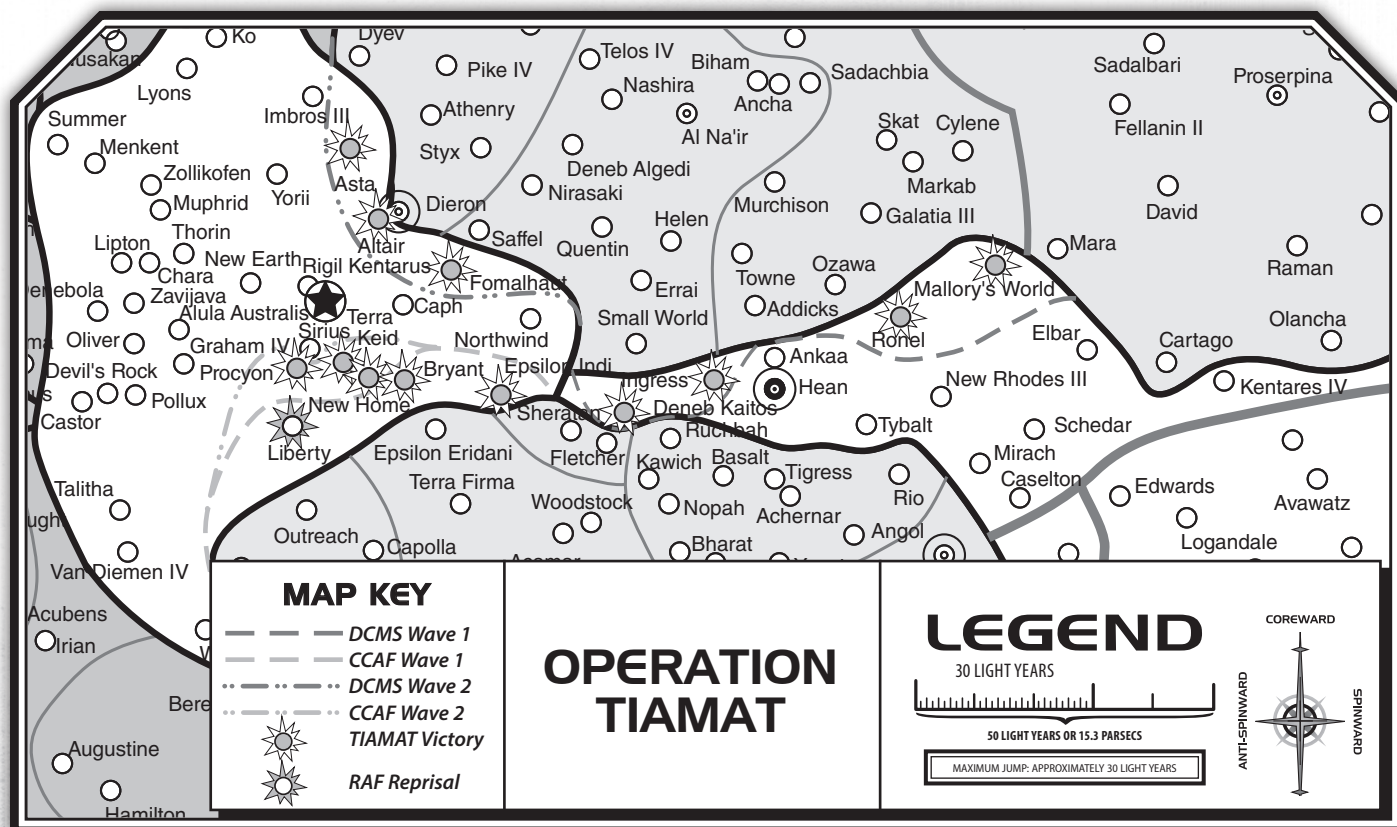 Ko
Dyev
Telos IV
Biham
Sadachbia
Sadalbari
Proserpina
Lyons
Pike IV
Nashira
Ancha
Imbros III
Athenry
Al Na'ir
Skat
Cylene
Fellanin II
Summer
Menkent
Styx
Deneb Algedi
Markab
Zollikofen
Yorii
Asta
Nirasaki
Murchison
Galatia III
David
Muphrid
Dieron
Helen
Thorin
Altair
Saffel
Quentin
Mara
Lipton
Chara
New Earth
Rigil Kentarus
Fomalhaut
Errai
Towne
Ozawa
Mallory's World
Raman
Zavijava
Alula Australis
Terra
Caph
Small World
Addicks
Oliver
Graham IV
Sirius
Keid
Northwind
Ronel
Elbar
Cartago
Olancha
Devil's Rock
Procyon
Bryant
Epsilon Indi
Ingress
Ankaa
Hean
New Rhodes III
Kentares IV
Castor
Pollux
New Home
Sheratan
Deneb Kaitos
Ruchbah
Tybalt
Schedar
Liberty
Epsilon Eridani
Fletcher
Kawich
Basalt
Tigress
Mirach
Caselton
Talitha
Terra Firma
Woodstock
Nopah
Achernar
Rio
Edwards
Avawatz
Outreach
Capolla
Bharat
Angol
Logandale
Van Diemen IV
Acubens
Irian
Augustine
Hamilton
MAP KEY
DCMS Wave 1
CCAF Wave 1
DCMS Wave 2
CCAF Wave 2
TIAMAT Victory
RAF Reprisal
OPERATION
TIAMAT
LEGEND
30 LIGHT YEARS
50 LIGHT YEARS OR 15.3 PARSECS
MAXIMUM JUMP: APPROXIMATELY 30 LIGHT YEARS
COREWARD
ANTI-SPINWARD
SPINWARD